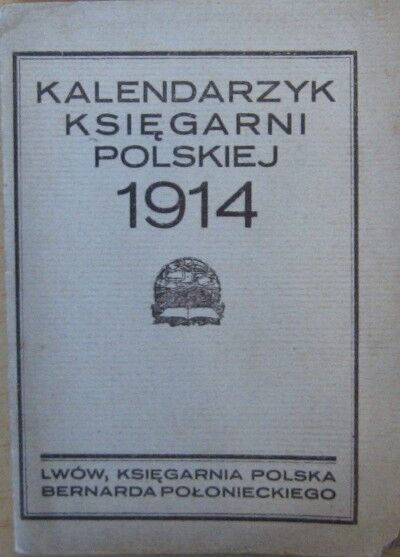 KALENDARZYK
KSIĘGARNI
POLSKIEJ
1914
LWÓW, KSIĘGARNIA POLSKA
BERNARDA POŁONIECKIEGO